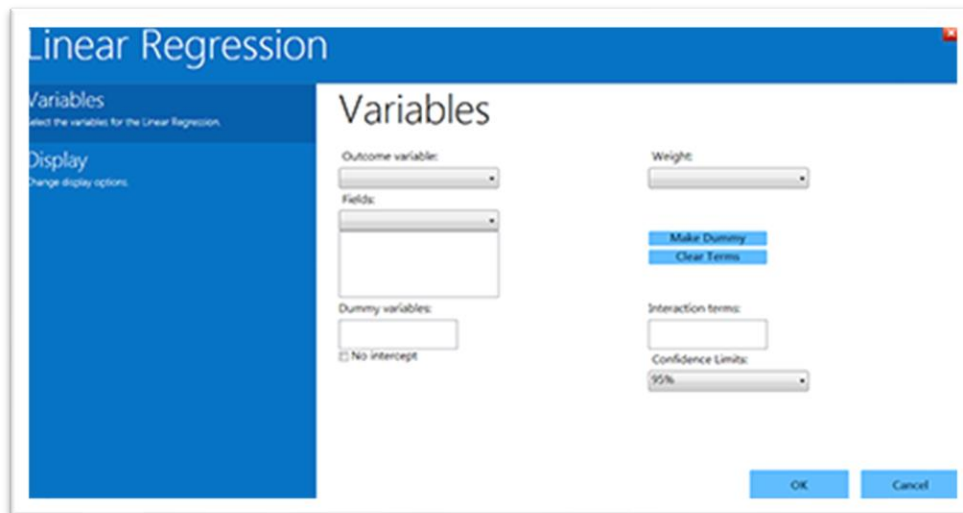 Linear Regression
Variables
Select the variables for the Linear Regression.
Display
Change display options.
Variables
Outcome variable:
Weight:
Fields:
Make Dummy
Clear Terms
Dummy variables:
Interaction terms:
No intercept
Confidence Limits:
95%
OK
Cancel